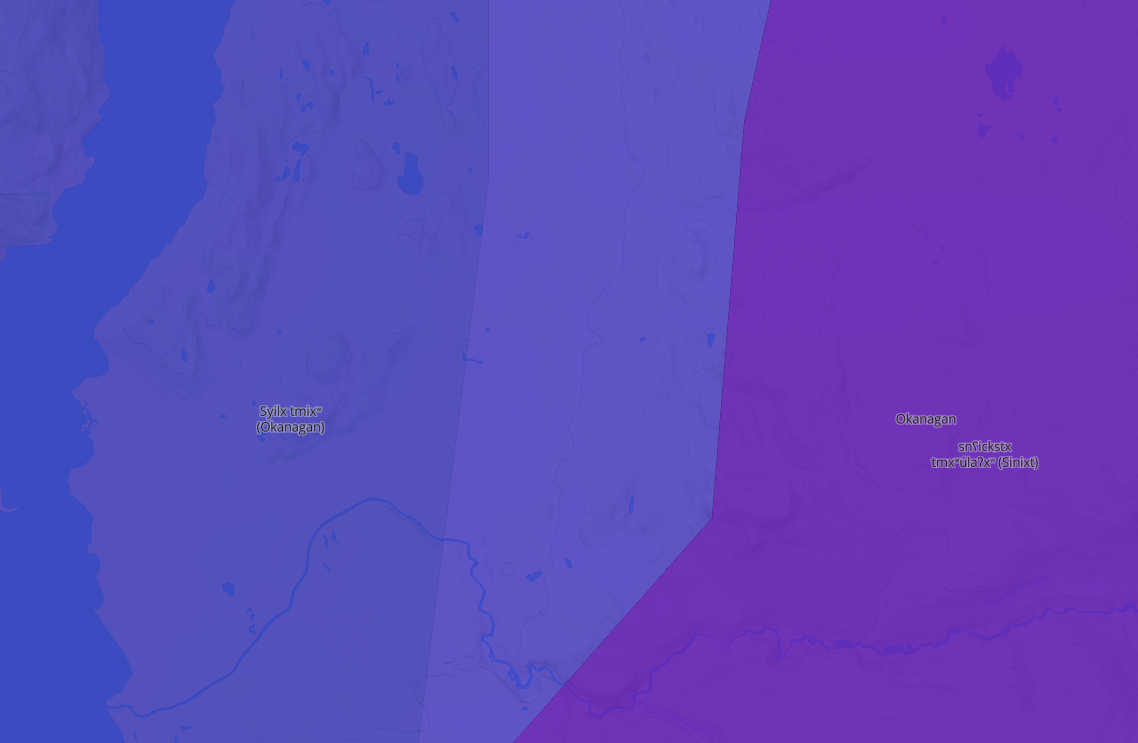 Syilx tmixʷ
(Okanagan)
Okanagan
snʕickstx
tmxʷúlaʔxʷ (Sinixt)